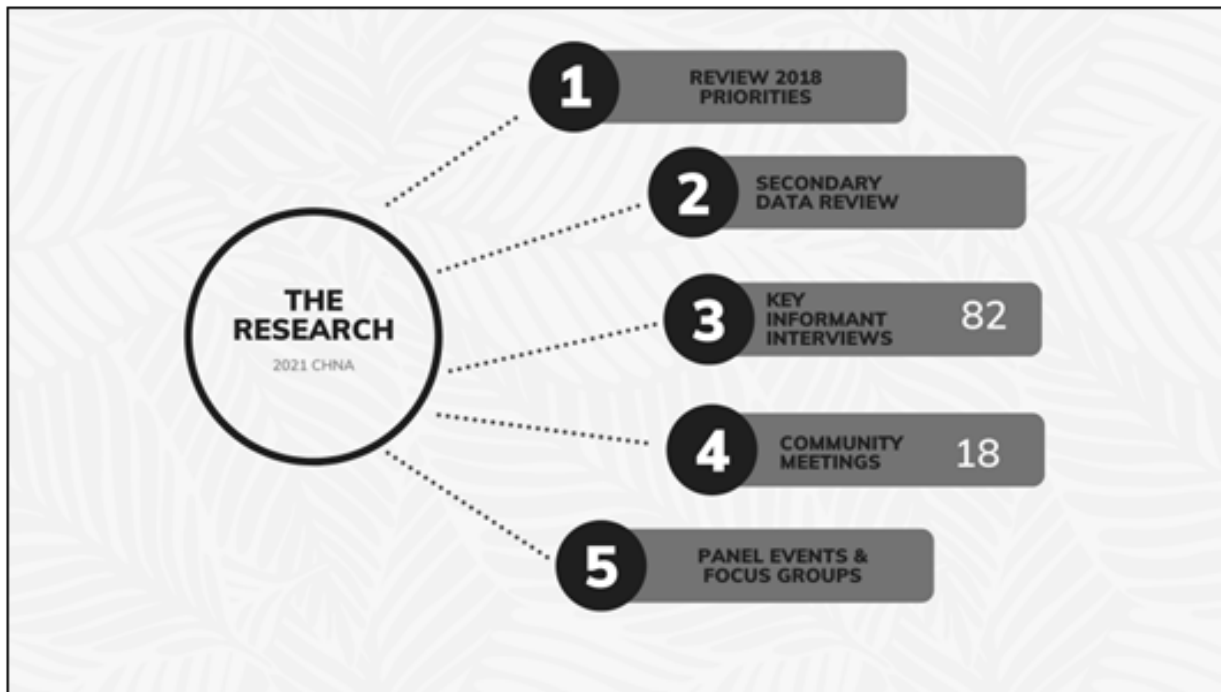 THE
RESEARCH
2021 CHNA
1
REVIEW 2018
PRIORITIES
2
SECONDARY
DATA REVIEW
3
KEY
INFORMANT
INTERVIEWS
82
4
COMMUNITY
MEETINGS
18
5
PANEL EVENTS &
FOCUS GROUPS